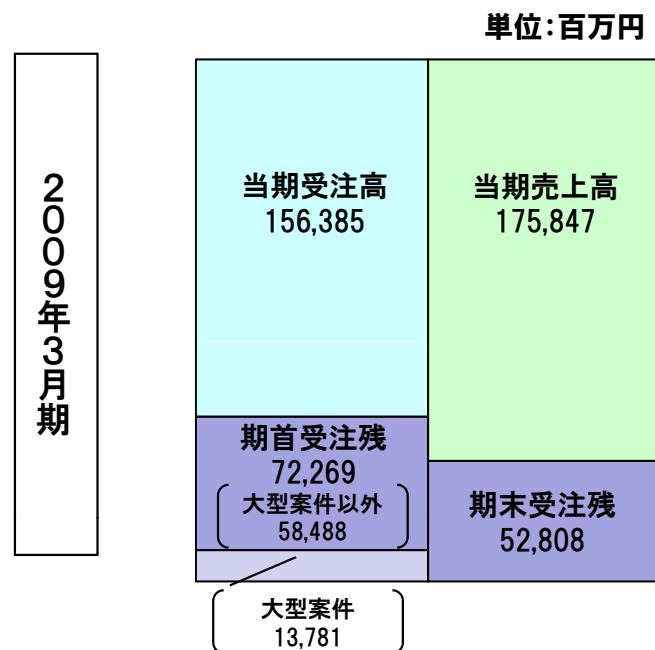 単位：百万円
2009年3月期
当期受注高
156,385
当期売上高
175,847
期首受注残
72,269
大型案件以外
58,488
期末受注残
52,808
大型案件
13,781